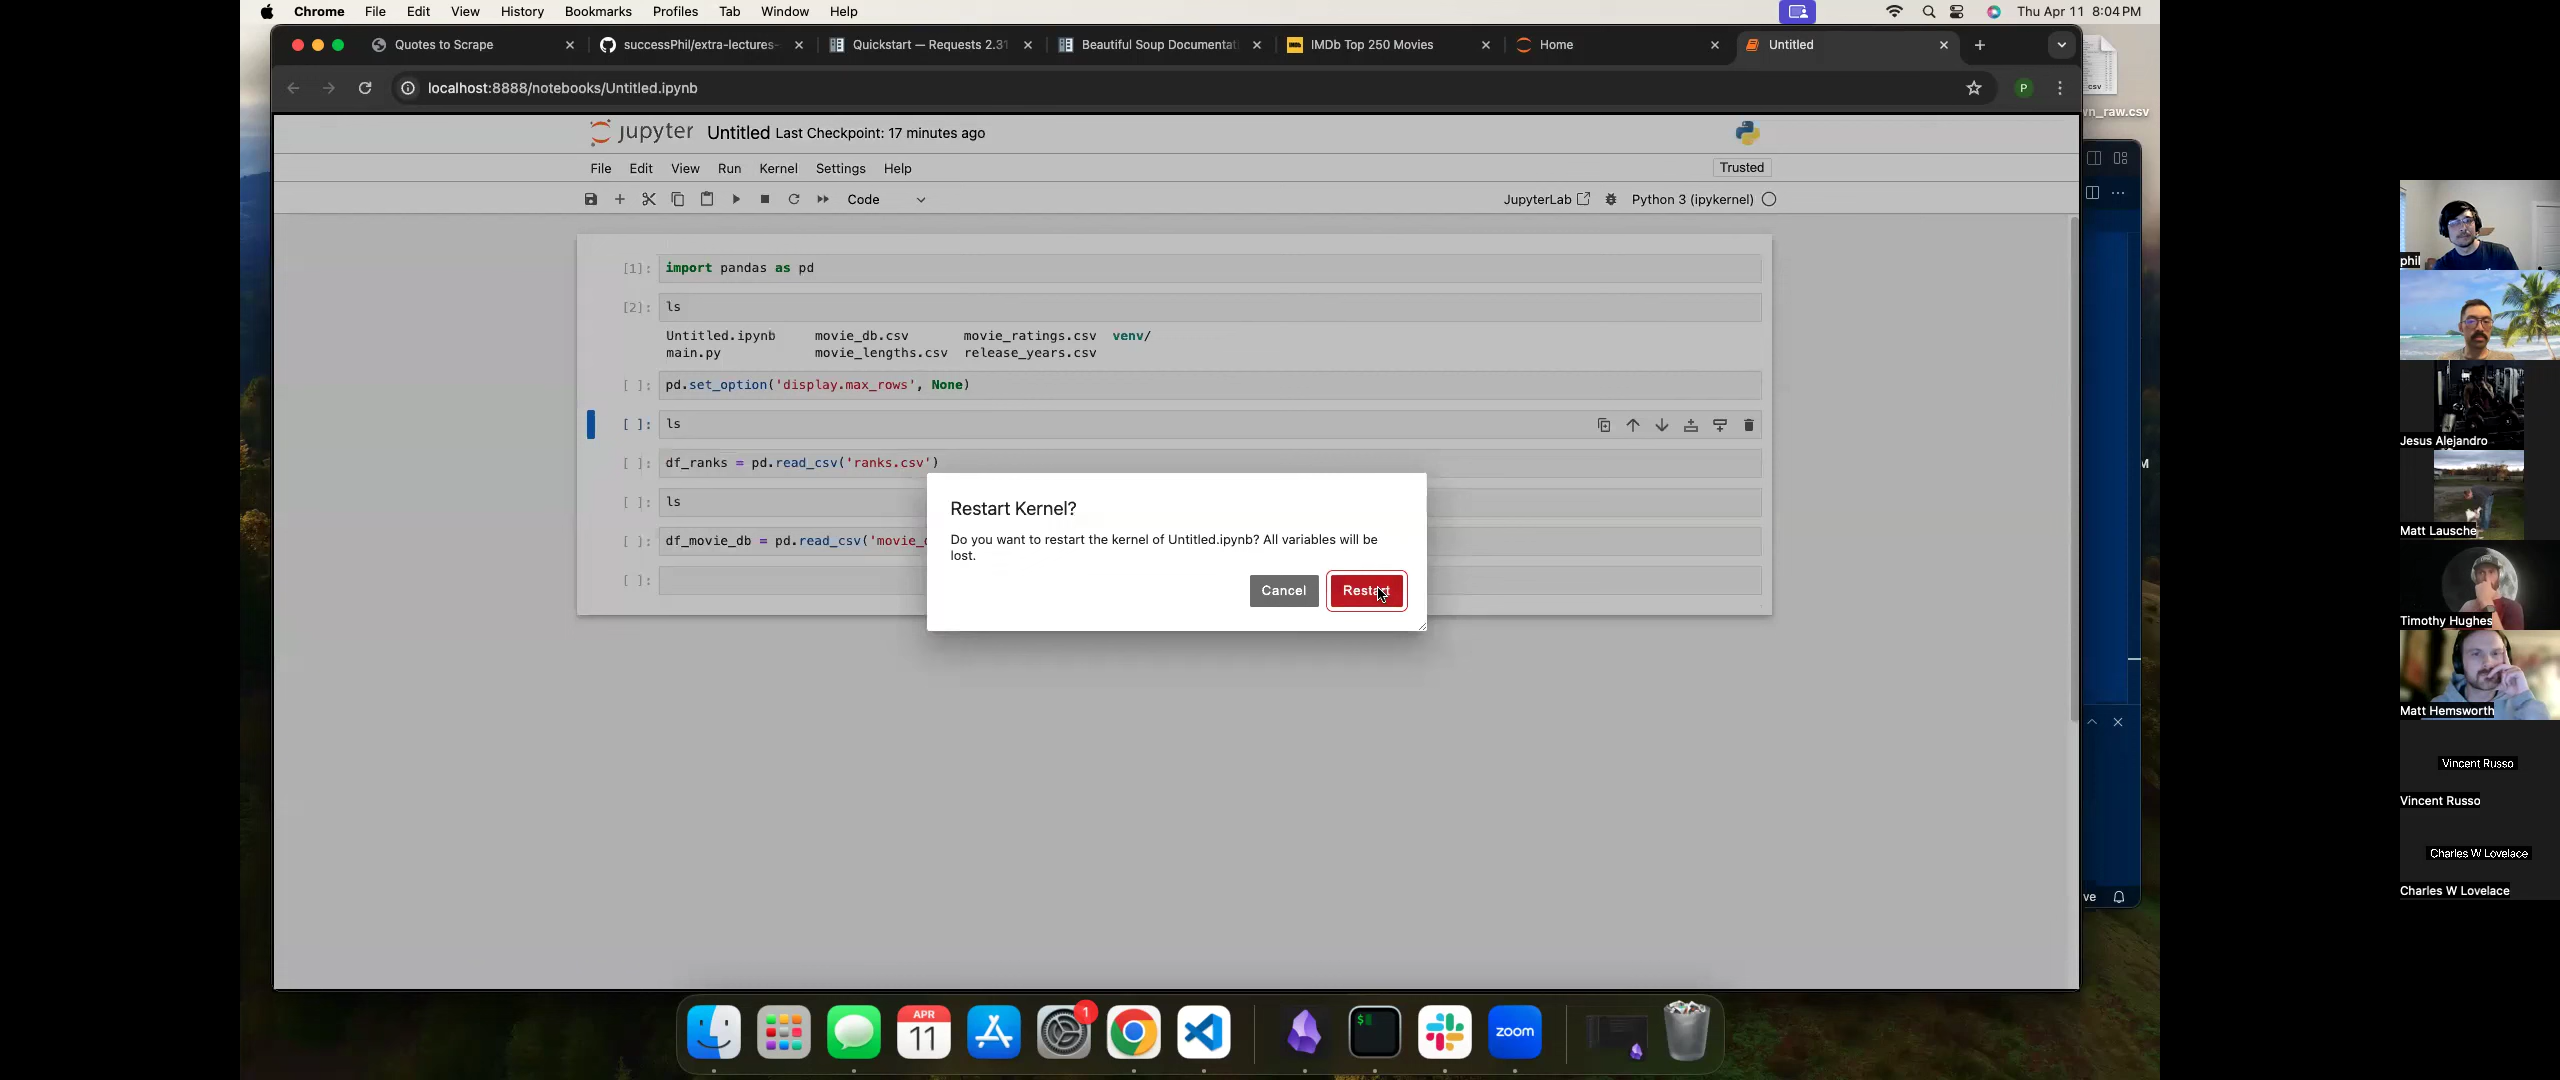 Chrome File Edit View History Bookmarks Profiles Tab Window Help
Thu Apr 11 8:04 PM
Quotes to Scrape
successPhil/extra-lectures-
Quickstart — Requests 2.31
Beautiful Soup Documentat
IMDb Top 250 Movies
Home
Untitled
localhost:8888/notebooks/Untitled.ipynb
P
csv
vn_raw.csv
jupyter Untitled Last Checkpoint: 17 minutes ago
File Edit View Run Kernel Settings Help
Trusted
Code
JupyterLab
Python 3 (ipykernel)
[1]: import pandas as pd
[2]: ls
Untitled.ipynb movie_db.csv movie_ratings.csv venv/
main.py movie_lengths.csv release_years.csv
[ ]: pd.set_option('display.max_rows', None)
[ ]: ls
[ ]: df_ranks = pd.read_csv('ranks.csv')
[ ]: ls
[ ]: df_movie_db = pd.read_csv('movie_
[ ]:
Restart Kernel?
Do you want to restart the kernel of Untitled.ipynb? All variables will be
lost.
Cancel
Restart
M
ve
phil
Jesus Alejandro
Matt Lausche
Timothy Hughes
Matt Hemsworth
Vincent Russo
Vincent Russo
Charles W Lovelace
Charles W Lovelace
APR
11
1
$
zoom